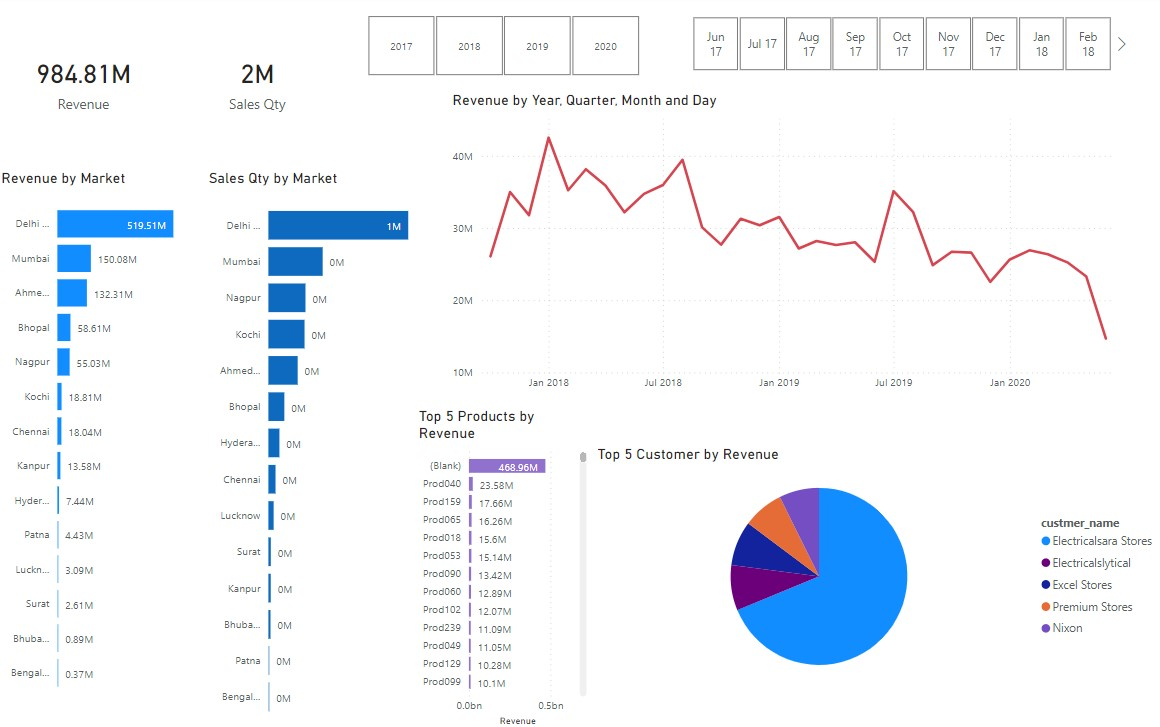 2017
2018
2019
2020
Jun
17
Jul 17
Aug
17
Sep
17
Oct
17
Nov
17
Dec
17
Jan
18
Feb
18
984.81M
Revenue
2M
Sales Qty
Revenue by Year, Quarter, Month and Day
40M
30M
20M
10M
Jan 2018
Jul 2018
Jan 2019
Jul 2019
Jan 2020
Revenue by Market
Delhi ... 519.51M
Mumbai 150.08M
Ahme... 132.31M
Bhopal 58.61M
Nagpur 55.03M
Kochi 18.81M
Chennai 18.04M
Kanpur 13.58M
Hyder... 7.44M
Patna 4.43M
Luckn... 3.09M
Surat 2.61M
Bhuba... 0.89M
Bengal... 0.37M
Sales Qty by Market
Delhi ... 1M
Mumbai 0M
Nagpur 0M
Kochi 0M
Ahmed... 0M
Bhopal 0M
Hydera... 0M
Chennai 0M
Lucknow 0M
Surat 0M
Kanpur 0M
Bhuba... 0M
Patna 0M
Bengal... 0M
Top 5 Products by
Revenue
(Blank) 468.96M
Prod040 23.58M
Prod159 17.66M
Prod065 16.26M
Prod018 15.6M
Prod053 15.14M
Prod090 13.42M
Prod060 12.89M
Prod102 12.07M
Prod239 11.09M
Prod049 11.05M
Prod129 10.28M
Prod099 10.1M
0.0bn 0.5bn
Revenue
Top 5 Customer by Revenue
custmer_name
Electricalsara Stores
Electricalslytical
Excel Stores
Premium Stores
Nixon